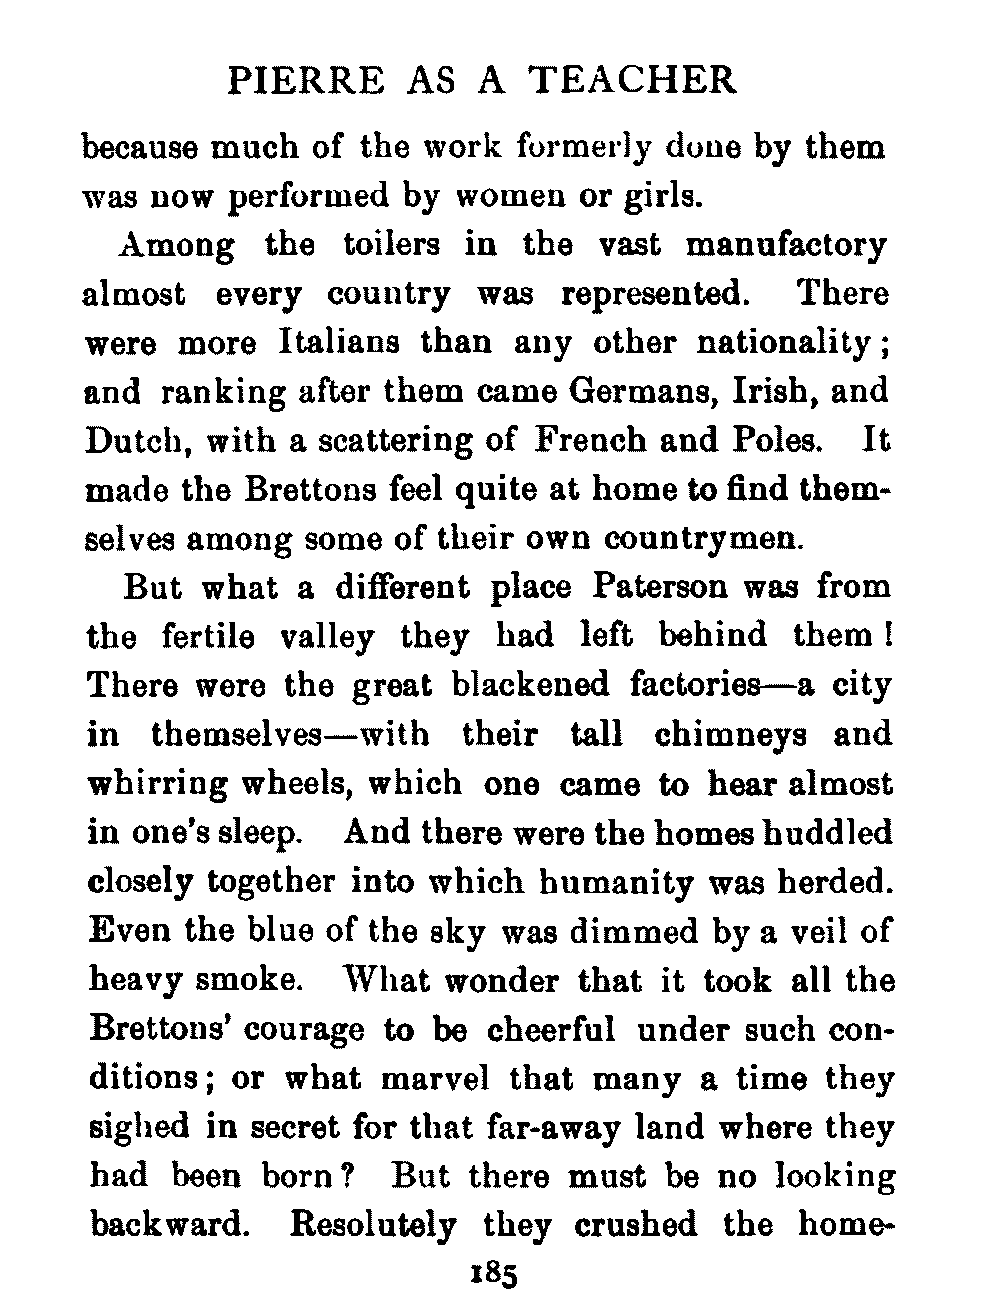 PIERRE AS A TEACHER
because much of the work formerly done by them
was now performed by women or girls.
Among the toilers in the vast manufactory
almost every country was represented. There
were more Italians than any other nationality;
and ranking after them came Germans, Irish, and
Dutch, with a scattering of French and Poles. It
made the Brettons feel quite at home to find them-
selves among some of their own countrymen.
But what a different place Paterson was from
the fertile valley they had left behind them!
There were the great blackened factories—a city
in themselves—with their tall chimneys and
whirring wheels, which one came to hear almost
in one's sleep. And there were the homes huddled
closely together into which humanity was herded.
Even the blue of the sky was dimmed by a veil of
heavy smoke. What wonder that it took all the
Brettons' courage to be cheerful under such con-
ditions; or what marvel that many a time they
sighed in secret for that far-away land where they
had been born? But there must be no looking
backward. Resolutely they crushed the home-
185